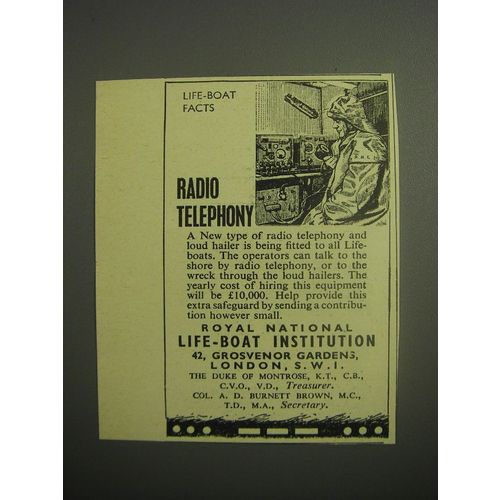 LIFE-BOAT
FACTS
RADIO
TELEPHONY
A New type of radio telephony and
loud hailer is being fitted to all Life-
boats. The operators can talk to the
shore by radio telephony, or to the
wreck through the loud hailers. The
yearly cost of hiring this equipment
will be £10,000. Help provide this
extra safeguard by sending a contribu-
tion however small.
ROYAL NATIONAL
LIFE-BOAT INSTITUTION
42, GROSVENOR GARDENS,
LONDON, S.W.I.
THE DUKE OF MONTROSE, K.T., C.B.,
C.V.O., V.D., Treasurer.
COL. A. D. BURNETT BROWN, M.C.,
T.D., M.A., Secretary.